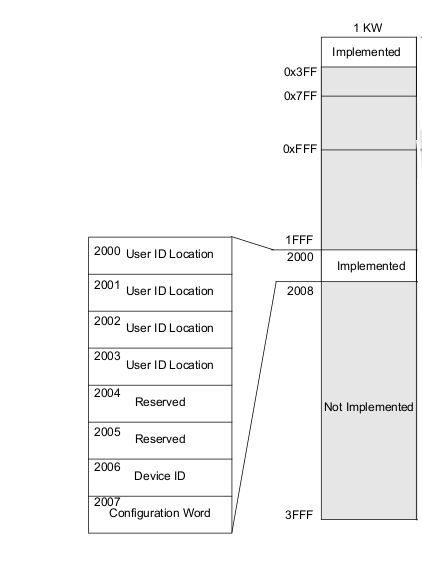 1 KW
Implemented
0x3FF
0x7FF
0xFFF
1FFF
2000
Implemented
2008
Not Implemented
3FFF
2000 User ID Location
2001 User ID Location
2002 User ID Location
2003 User ID Location
2004 Reserved
2005 Reserved
2006 Device ID
2007 Configuration Word